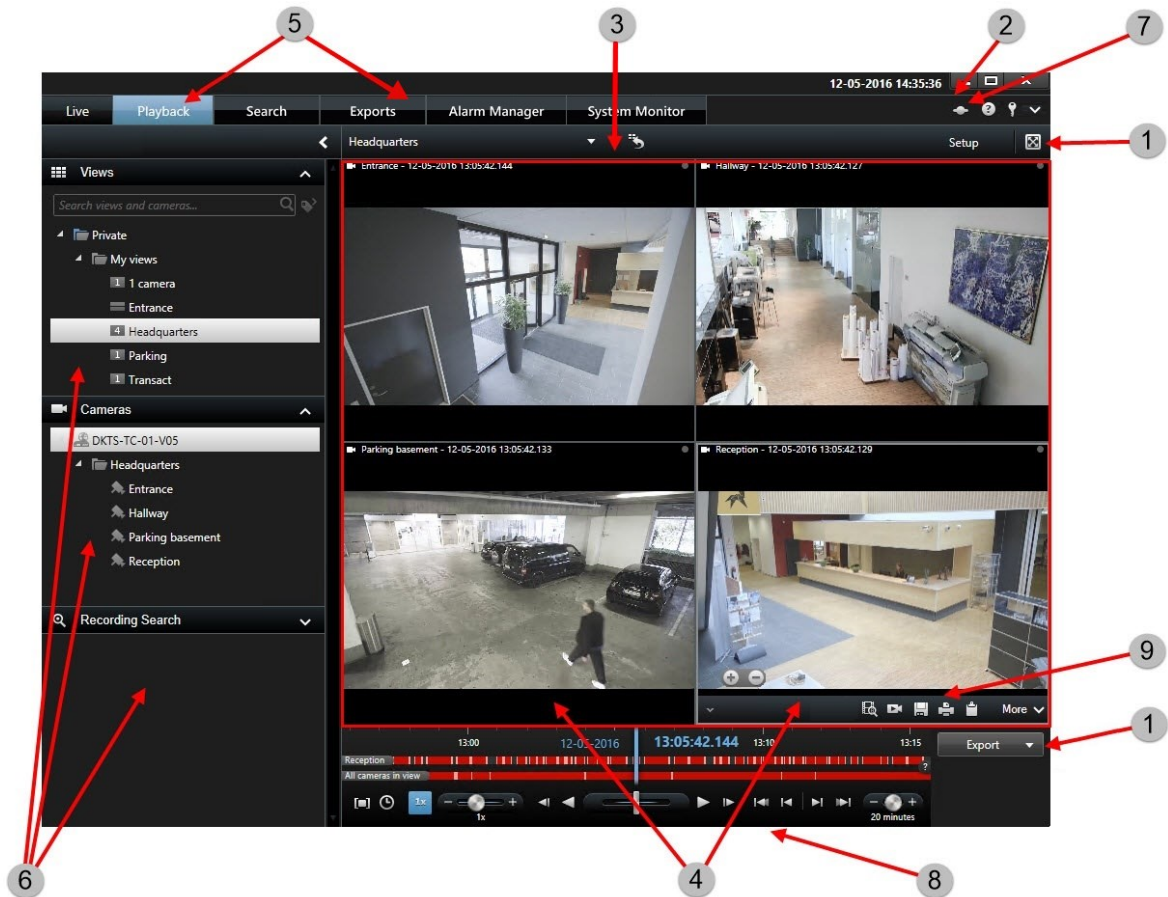 5
3
2
7
12-05-2016 14:35:36
Live Playback Search Exports Alarm Manager System Monitor
Headquarters Setup
1
Views
Search views and cameras...
Private
My views
1 1 camera
Entrance
4 Headquarters
1 Parking
1 Transact
Cameras
DKTS-TC-01-V05
Headquarters
Entrance
Hallway
Parking basement
Reception
Recording Search
Entrance - 12-05-2016 13:05:42.144
Hallway - 12-05-2016 13:05:42.127
Parking basement - 12-05-2016 13:05:42.133
Reception - 12-05-2016 13:05:42.129
9
More
1
13:00 12-05-2016 13:05:42.144 13:10 13:15
Export
Reception
?
All cameras in view
1x
1x
20 minutes
6
4
8